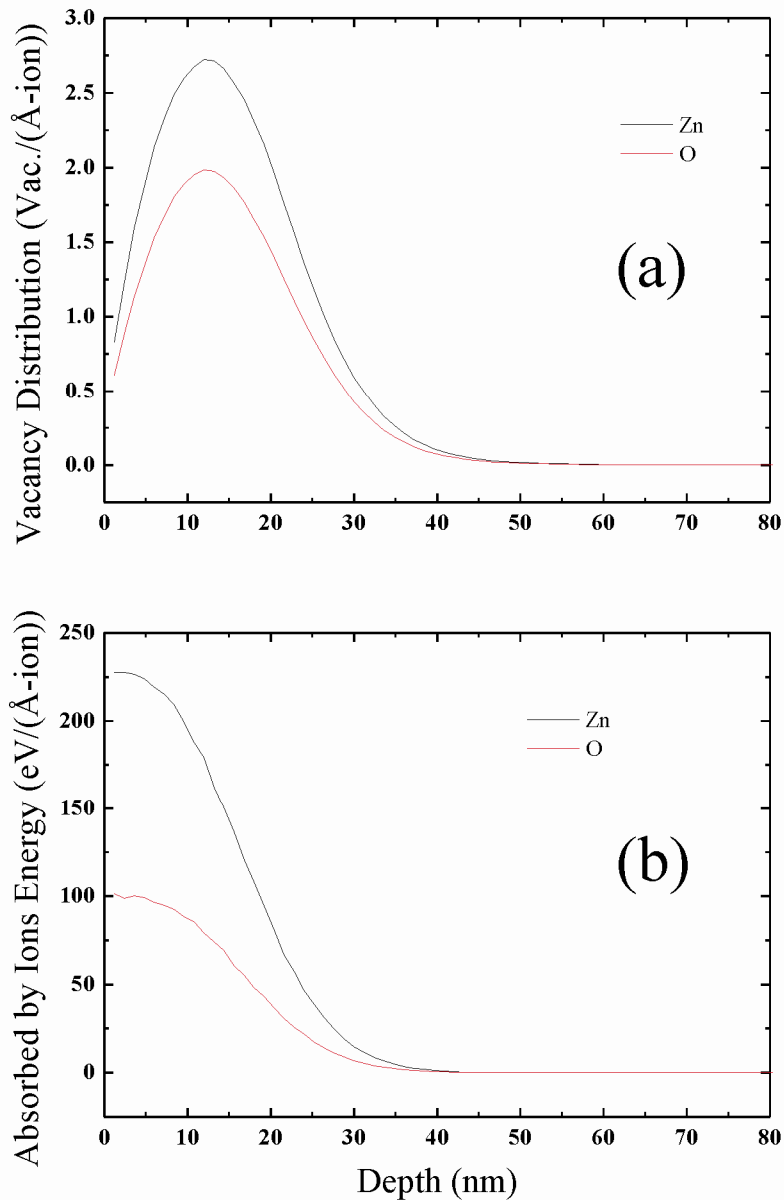 Vacancy Distribution (Vac./(Å-ion))
3.0
2.5
2.0
1.5
1.0
0.5
0.0
Zn
O
(a)
0 10 20 30 40 50 60 70 80
Absorbed by Ions Energy (eV/(Å-ion))
250
200
150
100
50
0
Zn
O
(b)
0 10 20 30 40 50 60 70 80
Depth (nm)